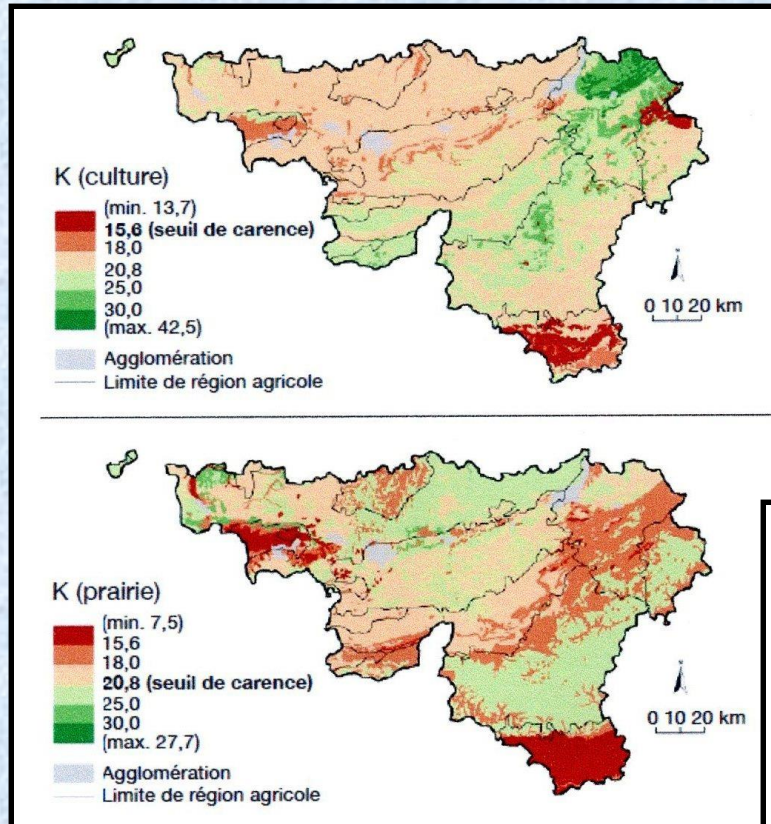 K (culture)
(min. 13,7)
15,6 (seuil de carence)
18,0
20,8
25,0
30,0
(max. 42,5)
Agglomération
Limite de région agricole
0 10 20 km
K (prairie)
(min. 7,5)
15,6
18,0
20,8 (seuil de carence)
25,0
30,0
(max. 27,7)
Agglomération
Limite de région agricole
0 10 20 km